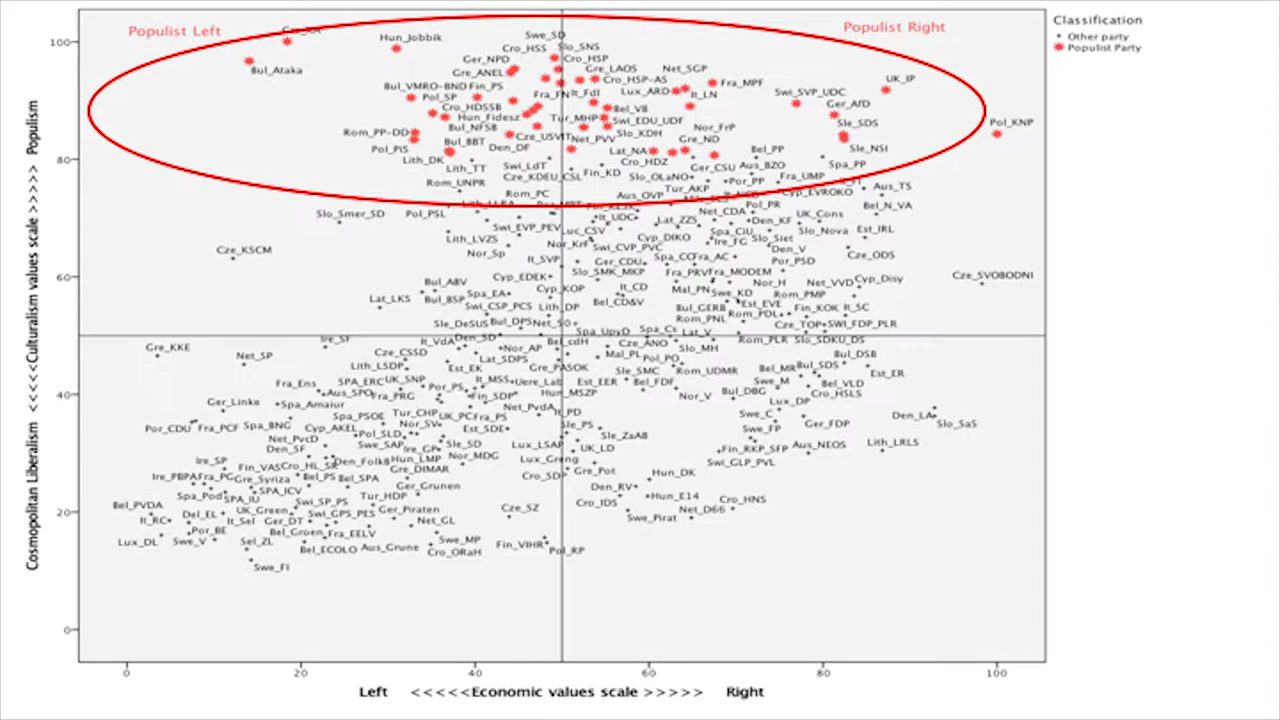 Classification
Other party
Populist Party
Populist Left
Populist Right
Cosmopolitan Liberalism <<<<<Culturalism values scale>>>>> Populism
100
80
60
40
20
0
Hun_Jobbik
Swe_SD
Cro_HSS
Slo_SNS
Cro_HSP
Ger_NPD
Bul_Ataka
Gre_ANEL
Gre_LAOS
Net_SGP
Cro_HSP-AS
Fra_MPF
UK_IP
Bul_VMRO-BND
Fin_PS
Lux_ARD
Swi_SVP_UDC
Pol_SP
Fra_FN
It_FdI
It_LN
Ger_AfD
Cro_HDSSB
Bul_VB
Hun_Fidesz
Tur_MHP
Swi_EDU_UDF
Sle_SDS
Pol_KNP
Bul_NFSB
Nor_FrP
Rom_PP-DD
Cze_USVIT
Slo_KDH
Bul_BBT
Net_PVV
Gre_ND
Pol_PiS
Den_DF
Lat_NA
Bel_PP
Sle_NSI
Lith_DK
Cro_HDZ
Lith_TT
Swi_LdT
Ger_CSU
Aus_BZO
Spa_PP
Cze_KDEU_CSL
Fin_KD
Slo_OLaNO
Fra_UMP
Rom_UNPR
Tur_AKP
Por_PP
Aus_TS
Rom_PC
Aus_OVP
Cyp_EVROKO
Pol_PR
Bel_N_VA
Slo_Smer_SD
Pol_PSL
It_UDC
Lat_ZZS
Net_CDA
Den_KF
UK_Cons
Swi_EVP_PEV
Luc_CSV
Spa_CiU
Slo_Nova
Est_IRL
Lith_LVZS
Cyp_DIKO
Ire_FG
Slo_Siet
Cze_KSCM
Nor_KrF
Swi_CVP_PVC
Den_V
Nor_Sp
It_SVP
Ger_CDU
Spa_CC
Fra_AC
Por_PSD
Cze_ODS
Bul_ABV
Cyp_EDEK
Slo_SMK_MKP
Fra_PRV
Fra_MODEM
Cze_SVOBODNI
Cyp_KOP
It_CD
Mal_PN
Swe_KD
Nor_H
Net_VVD
Cyp_Disy
Lat_LKS
Bul_BSP
Spa_EA
Rom_PMP
Swi_CSP_PCS
Lith_DP
Bel_CD&V
Bul_GERB
Est_EVE
Fin_KOK
It_SC
Sle_DeSUS
Bul_DPS
Net_50
Rom_PNL
Rom_PDL
Cze_TOP
SWI_FDP_PLR
Spa_UpyD
Spa_Cs
Lat_V
Ire_SF
It_VdA
Den_SD
Bel_cdH
Cze_ANO
Rom_PLR
Slo_SDKU_DS
Gre_KKE
Net_SP
Cze_CSSD
Nor_AP
Mal_PL
Slo_MH
Bul_DSB
Lith_LSDP
Lat_SDPS
Pol_PO
Est_EK
Gre_PASOK
Slo_SMC
Rom_UDMR
Bel_MR
Bul_SDS
Est_ER
Fra_Ens
SPA_ERC
UK_SNP
It_MSS
Uere_Lab
Est_EER
Bel_FDF
Swe_M
Bel_VLD
Aus_SPO
Fra_PRG
Por_PS
Fin_SDP
Hun_MSZP
Nor_V
Bul_DBG
Cro_HSLS
Ger_Linke
Spa_Amaiur
Net_PvdA
It_PD
Lux_DP
Spa_PSOE
Tur_CHP
UK_PC
Fra_PS
Swe_C
Den_LA
Por_CDU
Fra_PCF
Spa_BNG
Cyp_AKEL
Nor_SV
Est_SDE
Sle_PS
Swe_FP
Ger_FDP
Slo_SaS
Net_PvcD
Pol_SLD
Sle_ZaAB
Den_SF
Swe_SAP
Ire_GP
Sle_SD
Lux_LSAP
UK_LD
Fin_RKP_SFP
Aus_NEOS
Lith_LRLS
Ire_SP
Fin_VAS
Cro_HL_SR
Den_FolkB
Hun_LMP
Nor_MDG
Lux_Greng
Swi_GLP_PVL
Ire_PBPA
Fra_PG
Gre_Syriza
Bel_PS
Bel_SPA
Gre_DIMAR
Cro_SD
Gre_Pot
Hun_DK
Spa_Pod
SPA_IU
SPA_ICV
Tur_HDP
Ger_Grunen
Den_RV
Hun_E14
Cro_HNS
Bel_PVDA
Del_EL
UK_Green
Swi_SP_PS
Ger_Piraten
Cze_SZ
Cro_IDS
Net_D66
It_RC
It_Sel
Ger_DT
Swi_GPS_PES
Net_GL
Swe_Pirat
Lux_DL
Swe_V
Por_BE
Sel_ZL
Bel_Groen
Fra_EELV
Swe_MP
Bel_ECOLO
Aus_Grune
Cro_ORaH
Fin_VIHR
Pol_RP
Swe_FI
0
20
40
60
80
100
Left <<<<<Economic values scale >>>>> Right